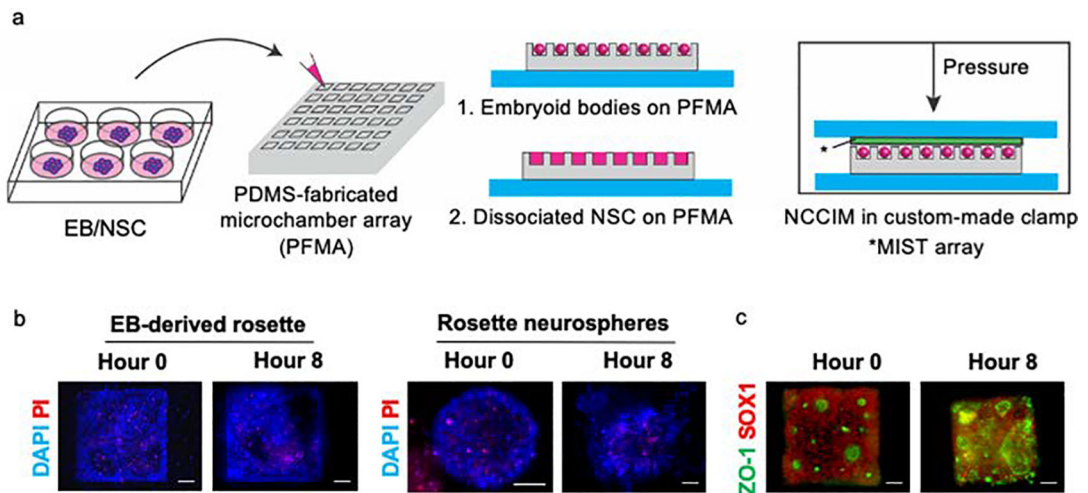 a
Pressure
1. Embryoid bodies on PFMA
*
EB/NSC
PDMS-fabricated
microchamber array
(PFMA)
2. Dissociated NSC on PFMA
NCCIM in custom-made clamp
*MIST array
b
EB-derived rosette
Hour 0
Hour 8
DAPI PI
Rosette neurospheres
Hour 0
Hour 8
DAPI PI
c
Hour 0
Hour 8
ZO-1 SOX1